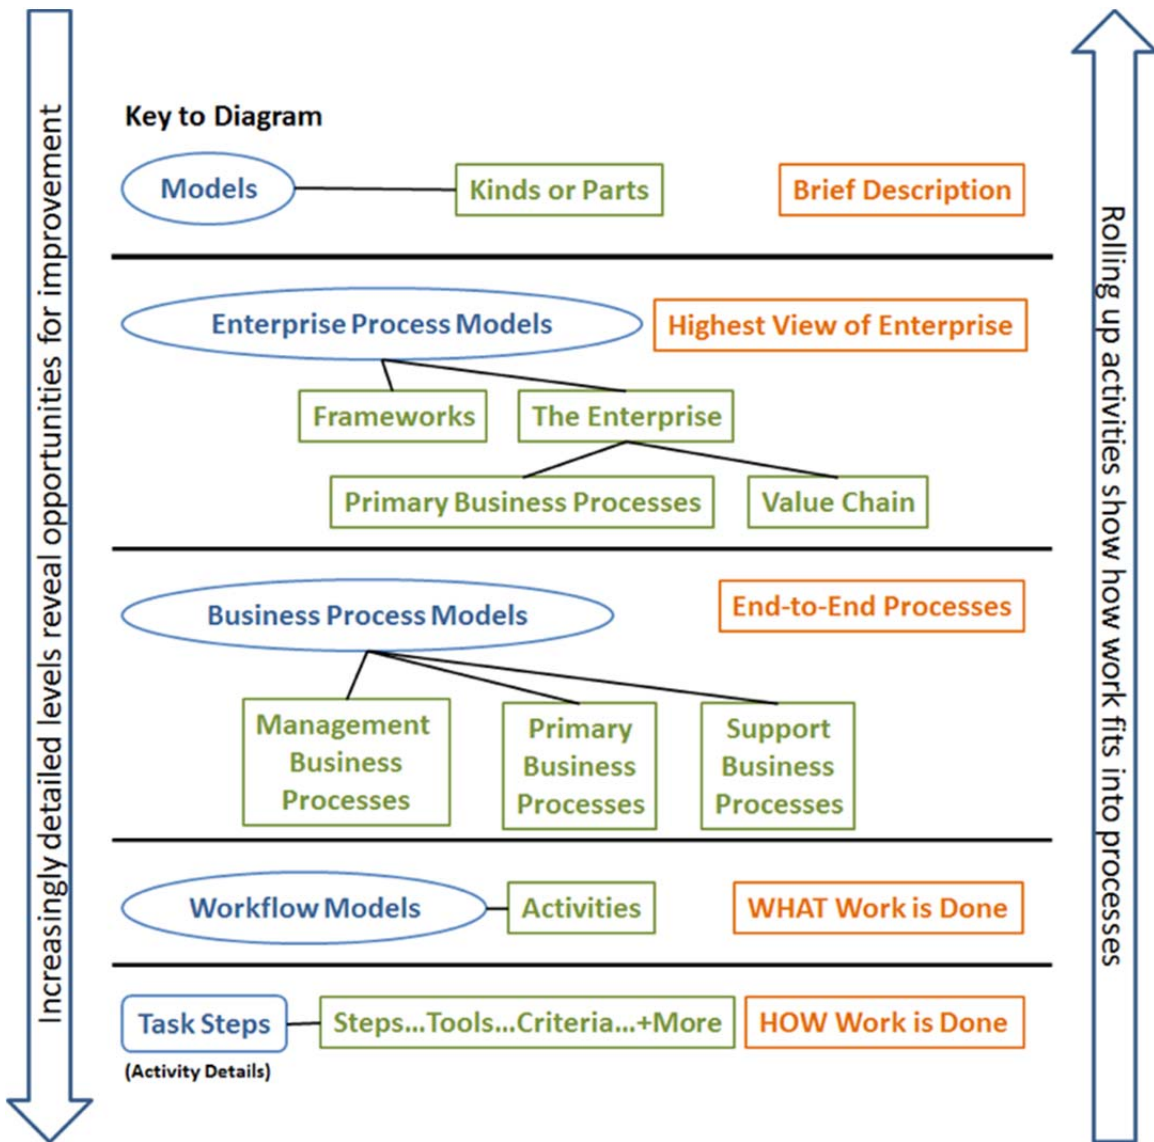 Increasingly detailed levels reveal opportunities for improvement
Key to Diagram
Models
Kinds or Parts
Brief Description
Enterprise Process Models
Highest View of Enterprise
Frameworks
The Enterprise
Primary Business Processes
Value Chain
Business Process Models
End-to-End Processes
Management
Business
Processes
Primary
Business
Processes
Support
Business
Processes
Workflow Models
Activities
WHAT Work is Done
Task Steps
Steps...Tools...Criteria...+More
HOW Work is Done
(Activity Details)
Rolling up activities show how work fits into processes